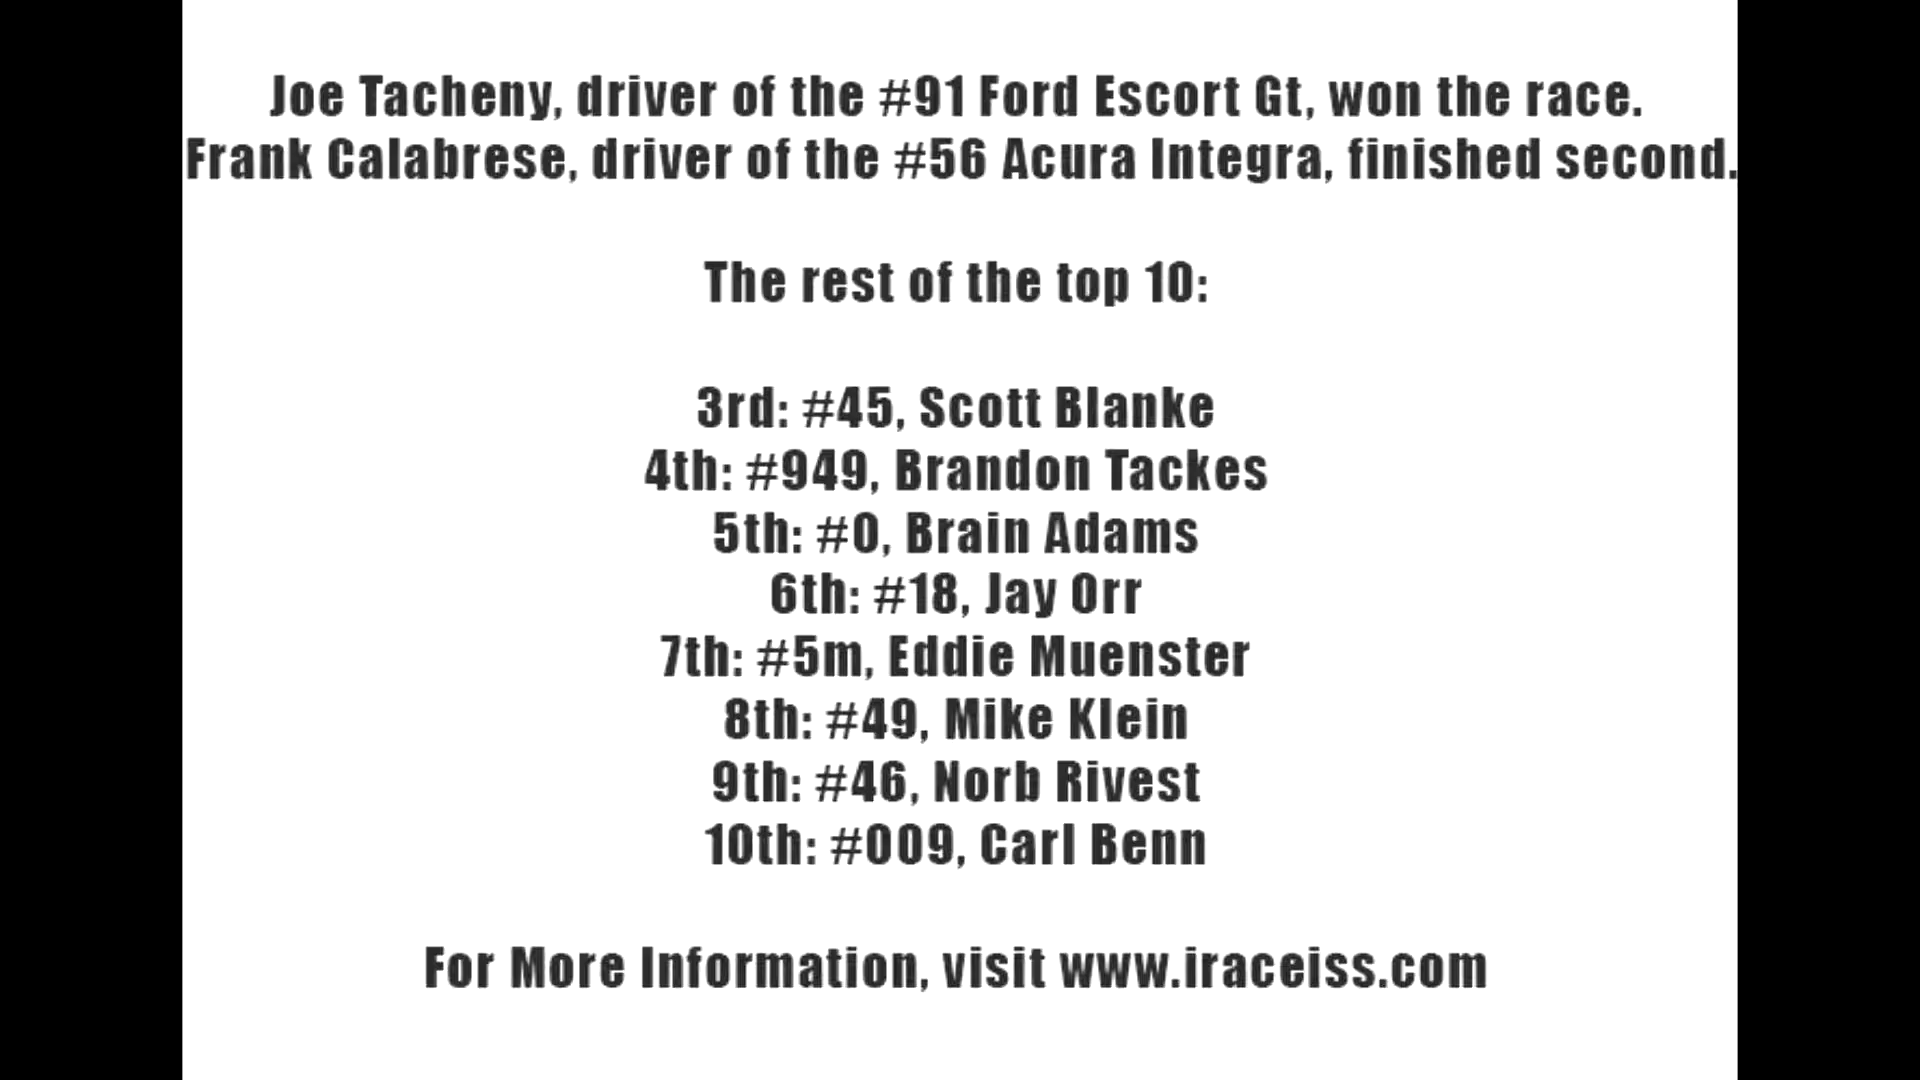 Joe Tacheny, driver of the #91 Ford Escort Gt, won the race.
Frank Calabrese, driver of the #56 Acura Integra, finished second.
The rest of the top 10:
3rd: #45, Scott Blanke
4th: #949, Brandon Tackes
5th: #0, Brain Adams
6th: #18, Jay Orr
7th: #5m, Eddie Muenster
8th: #49, Mike Klein
9th: #46, Norb Rivest
10th: #009, Carl Benn
For More Information, visit www.iraceiss.com